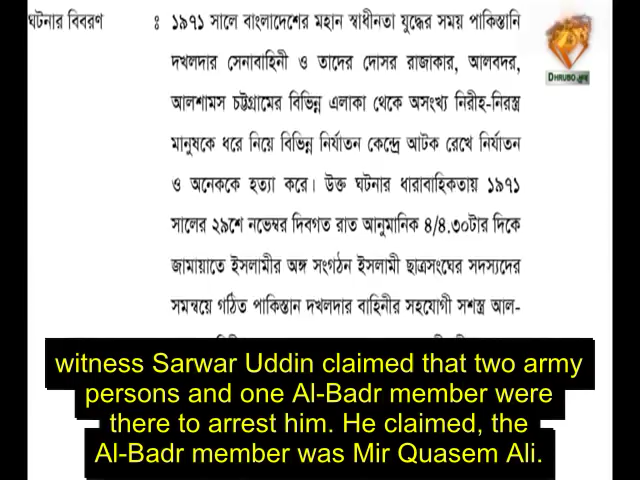 ঘটনার বিবরণ : ১৯৭১ সালে বাংলাদেশের মহান স্বাধীনতা যুদ্ধের সময় পাকিস্তানি
দখলদার সেনাবাহিনী ও তাদের দোসর রাজাকার, আলবদর,
আলশামস চট্টগ্রামের বিভিন্ন এলাকা থেকে অসংখ্য নিরীহ-নিরস্ত্র
মানুষকে ধরে নিয়ে বিভিন্ন নির্যাতন কেন্দ্রে আটক রেখে নির্যাতন
ও অনেককে হত্যা করে। উক্ত ঘটনার ধারাবাহিকতায় ১৯৭১
সালের ২৯শে নভেম্বর দিবগত রাত আনুমানিক ৪/৪.৩০টার দিকে
জামায়াতে ইসলামীর অঙ্গ সংগঠন ইসলামী ছাত্রসংঘের সদস্যদের
সমন্বয়ে গঠিত পাকিস্তান দখলদার বাহিনীর সহযোগী সশস্ত্র আল-
DHRUBO
witness Sarwar Uddin claimed that two army
persons and one Al-Badr member were
there to arrest him. He claimed, the
Al-Badr member was Mir Quasem Ali.